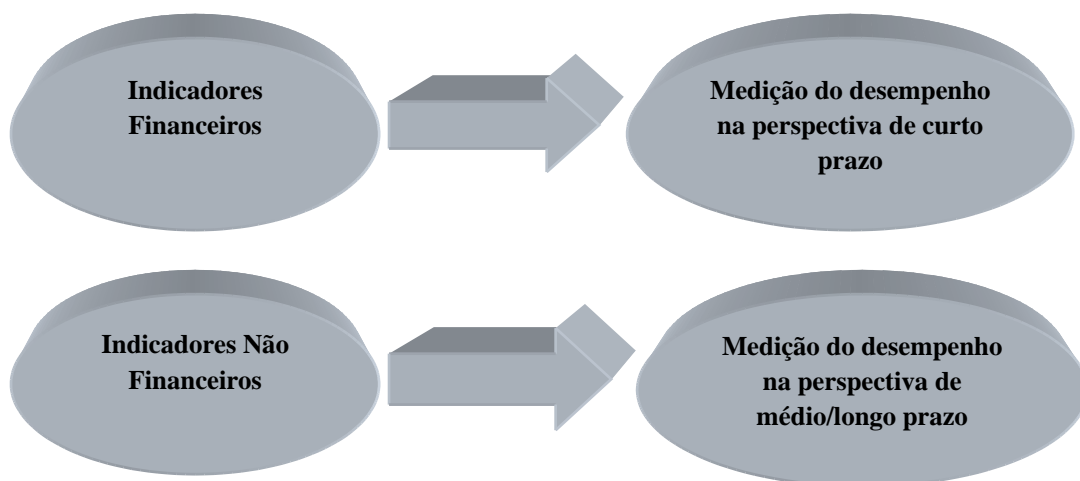 Indicadores
Financeiros
Medição do desempenho
na perspectiva de curto
prazo
Indicadores Não
Financeiros
Medição do desempenho
na perspectiva de
médio/longo prazo